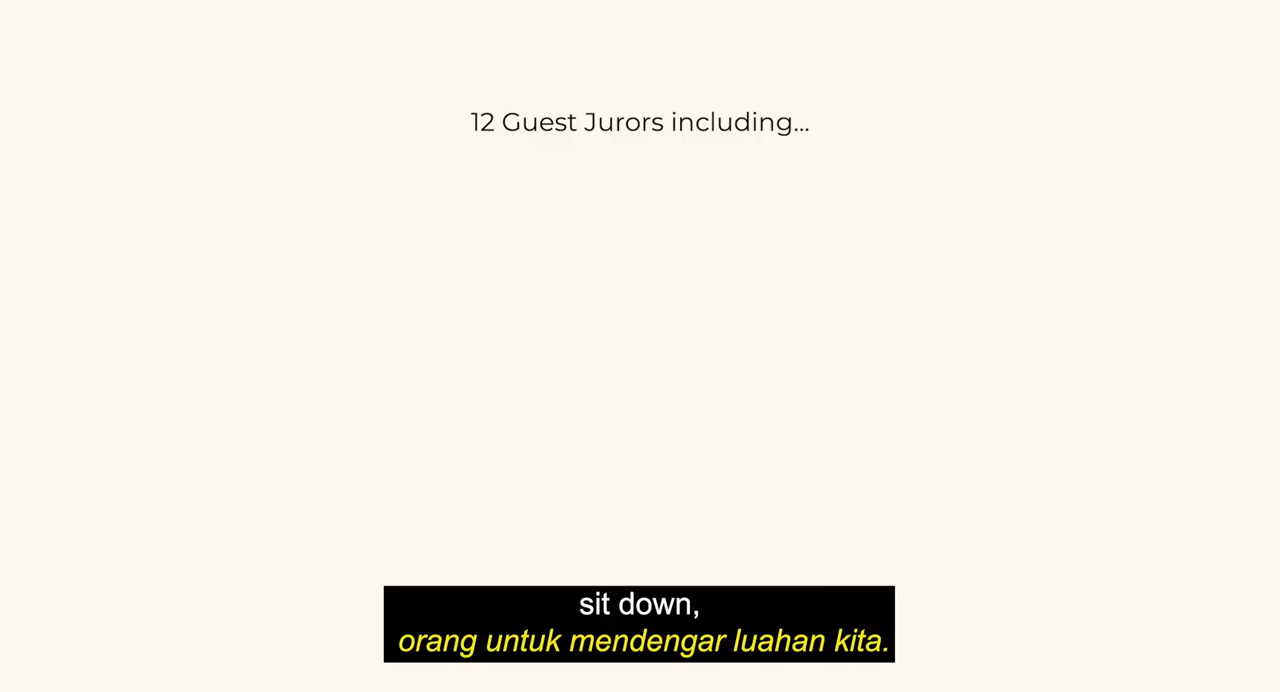 12 Guest Jurors including...
sit down,
orang untuk mendengar luahan kita.